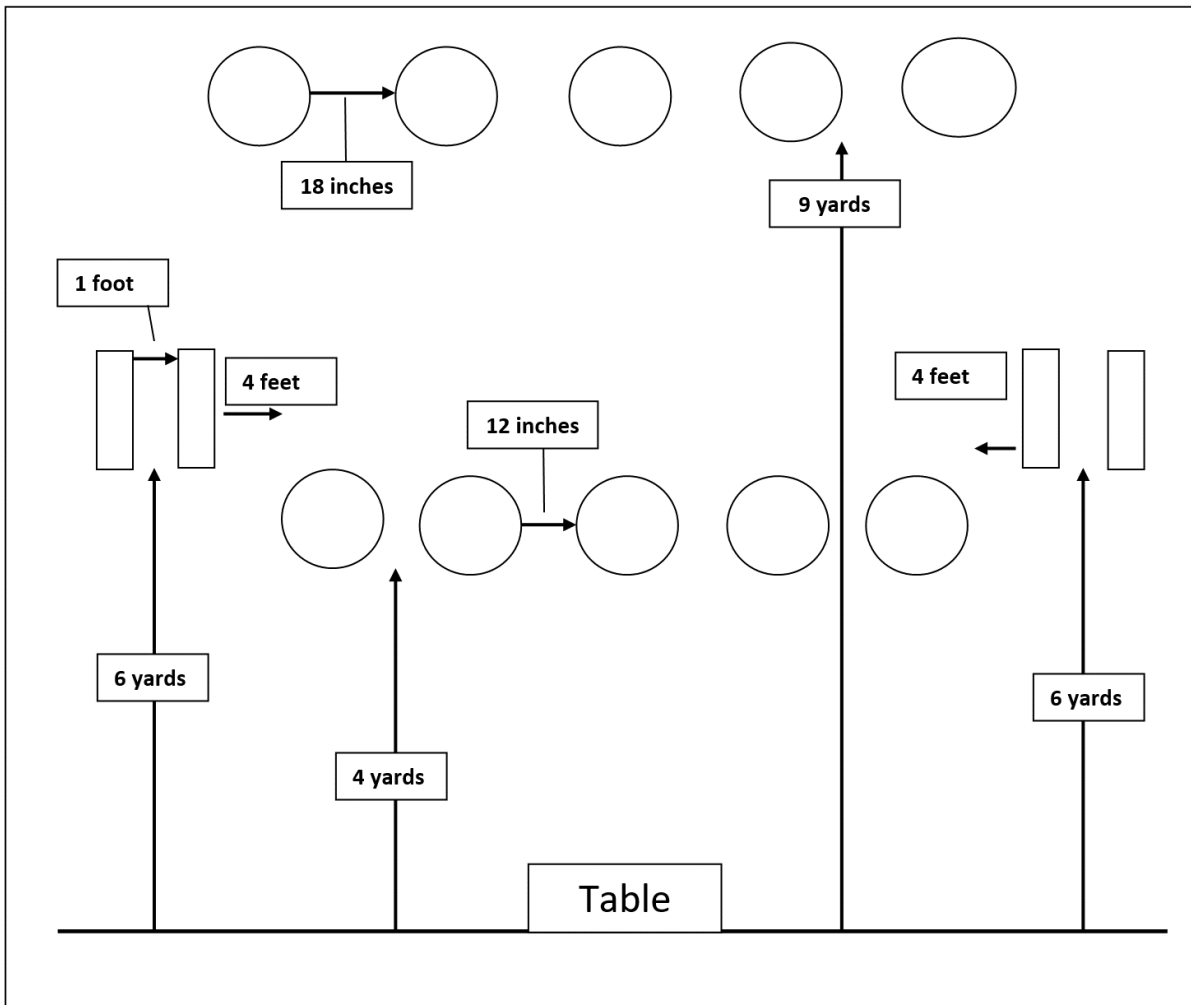 18 inches
9 yards
1 foot
4 feet
4 feet
12 inches
6 yards
6 yards
4 yards
Table